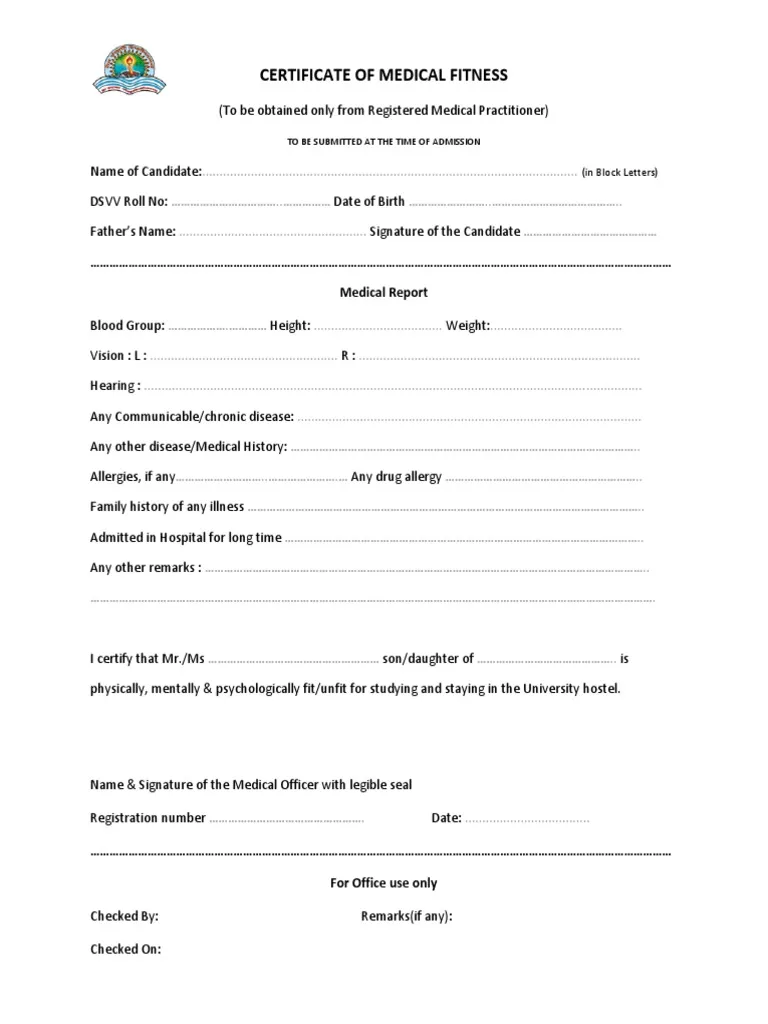 CERTIFICATE OF MEDICAL FITNESS
(To be obtained only from Registered Medical Practitioner)
TO BE SUBMITTED AT THE TIME OF ADMISSION
Name of Candidate:.................................................................................................. (in Block Letters)
DSVV Roll No: .......................................... Date of Birth ........................................................
Father's Name: ...................................................... Signature of the Candidate ..........................................
....................................................................................................................................................................
Medical Report
Blood Group: ............................ Height: ..................................... Weight:......................................
Vision : L : ...................................................... R : .................................................................................
Hearing : ................................................................................................................................................
Any Communicable/chronic disease: ...................................................................................................
Any other disease/Medical History: ..................................................................................................
Allergies, if any................................................ Any drug allergy ......................................................
Family history of any illness ..............................................................................................................
Admitted in Hospital for long time ....................................................................................................
Any other remarks : .............................................................................................................................
................................................................................................................................................................
I certify that Mr./Ms ................................................ son/daughter of ....................................... is
physically, mentally & psychologically fit/unfit for studying and staying in the University hostel.
Name & Signature of the Medical Officer with legible seal
Registration number ........................................... Date: ....................................
....................................................................................................................................................................
For Office use only
Checked By: Remarks(if any):
Checked On: